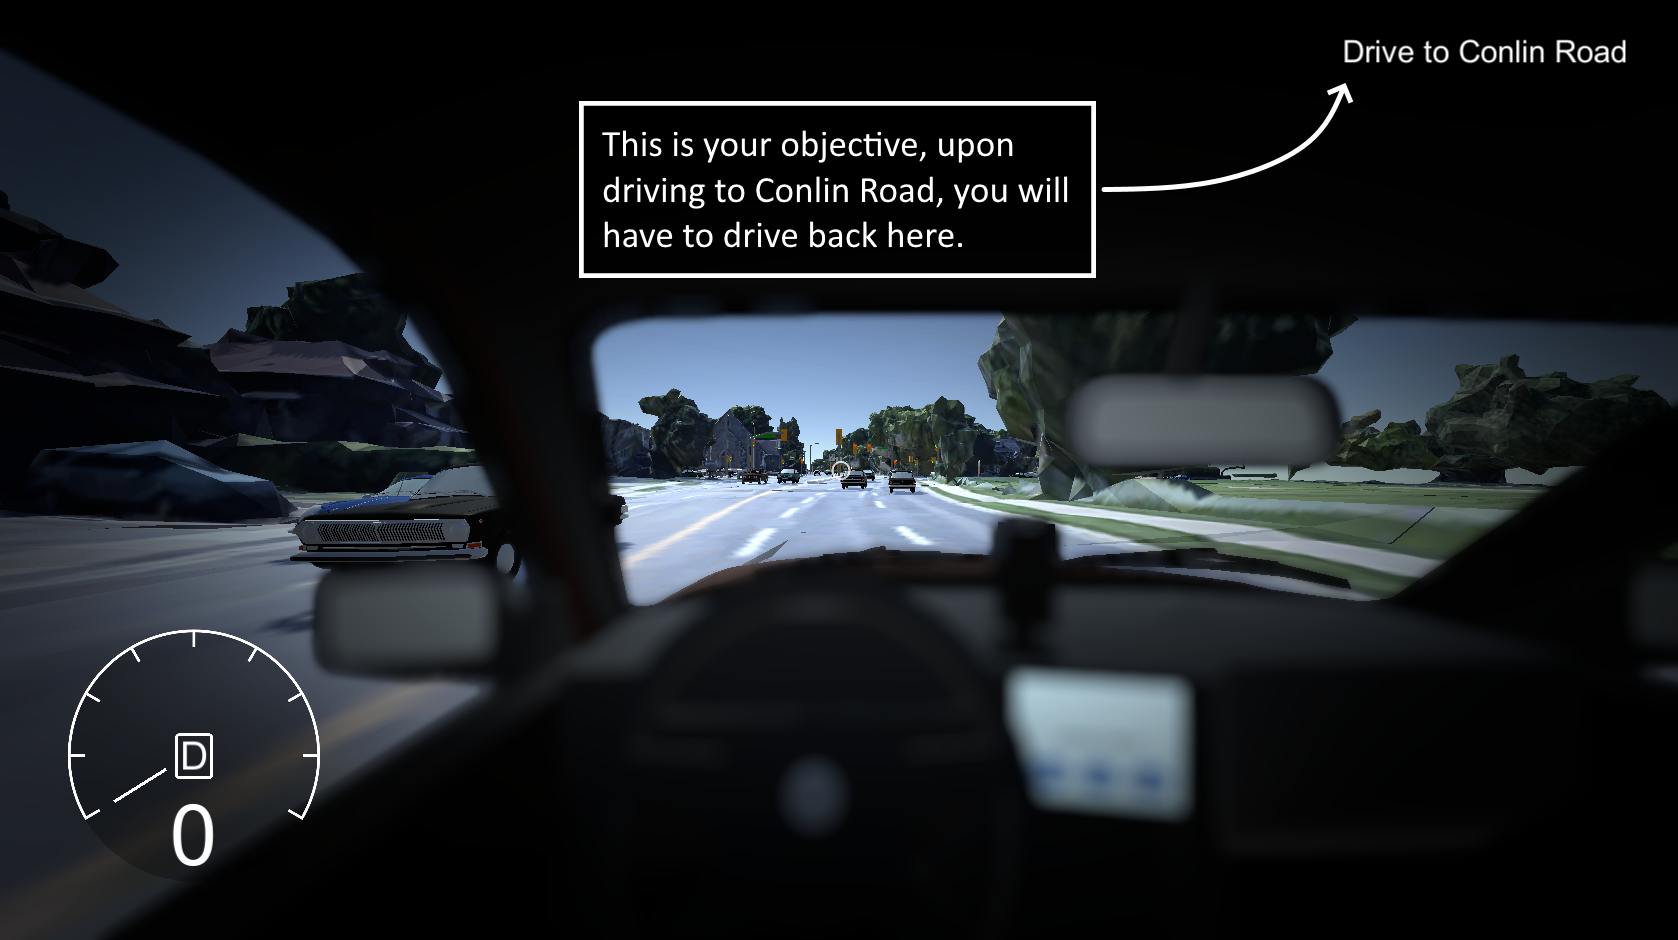 Drive to Conlin Road
This is your objective, upon
driving to Conlin Road, you will
have to drive back here.
D
0